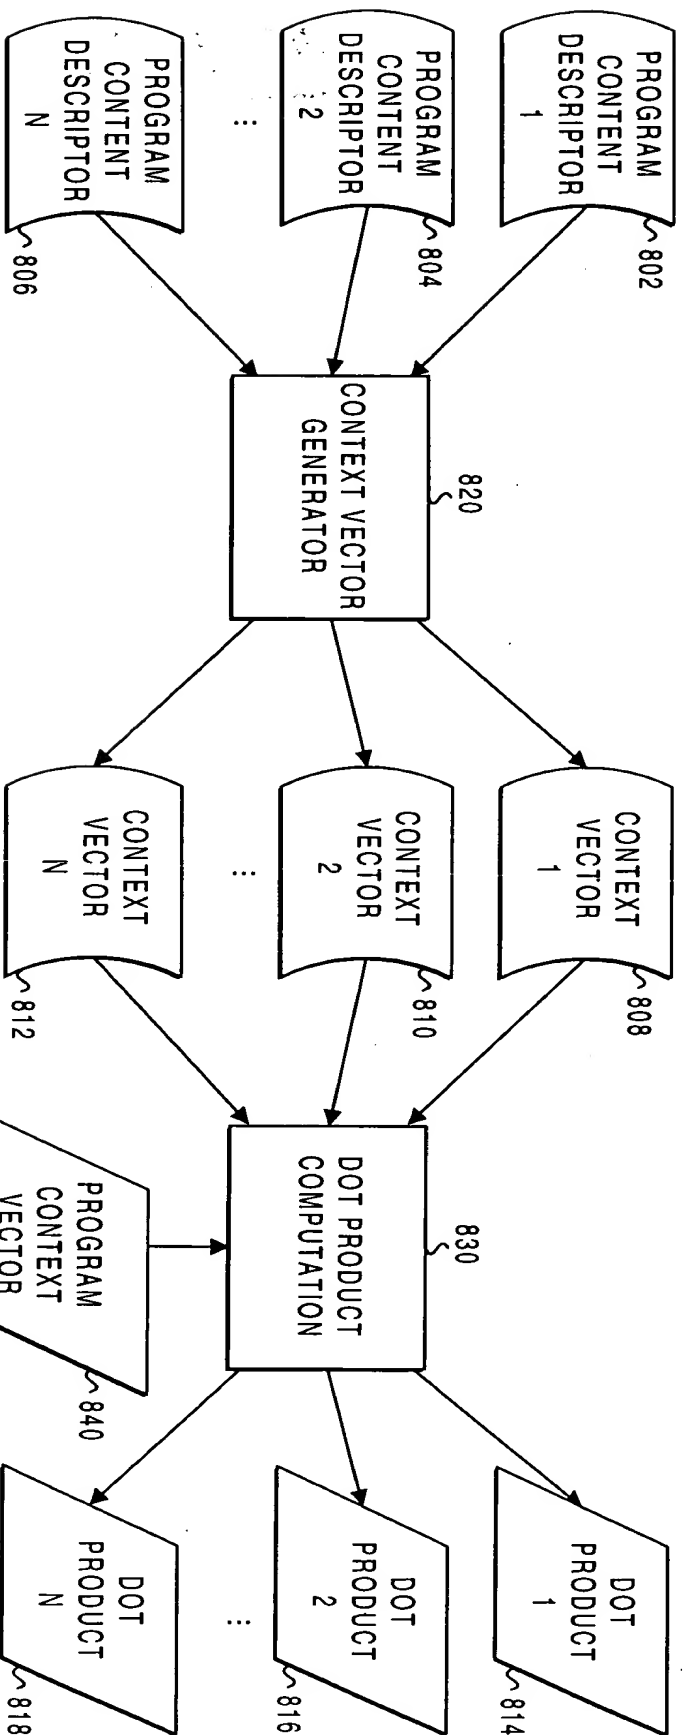 PROGRAM
CONTENT
DESCRIPTOR
1
802
PROGRAM
CONTENT
DESCRIPTOR
2
804
...
PROGRAM
CONTENT
DESCRIPTOR
N
806
820
CONTEXT VECTOR
GENERATOR
CONTEXT
VECTOR
1
808
CONTEXT
VECTOR
2
810
...
CONTEXT
VECTOR
N
812
830
DOT PRODUCT
COMPUTATION
PROGRAM
CONTEXT
VECTOR
840
DOT
PRODUCT
1
814
DOT
PRODUCT
2
816
...
DOT
PRODUCT
N
818